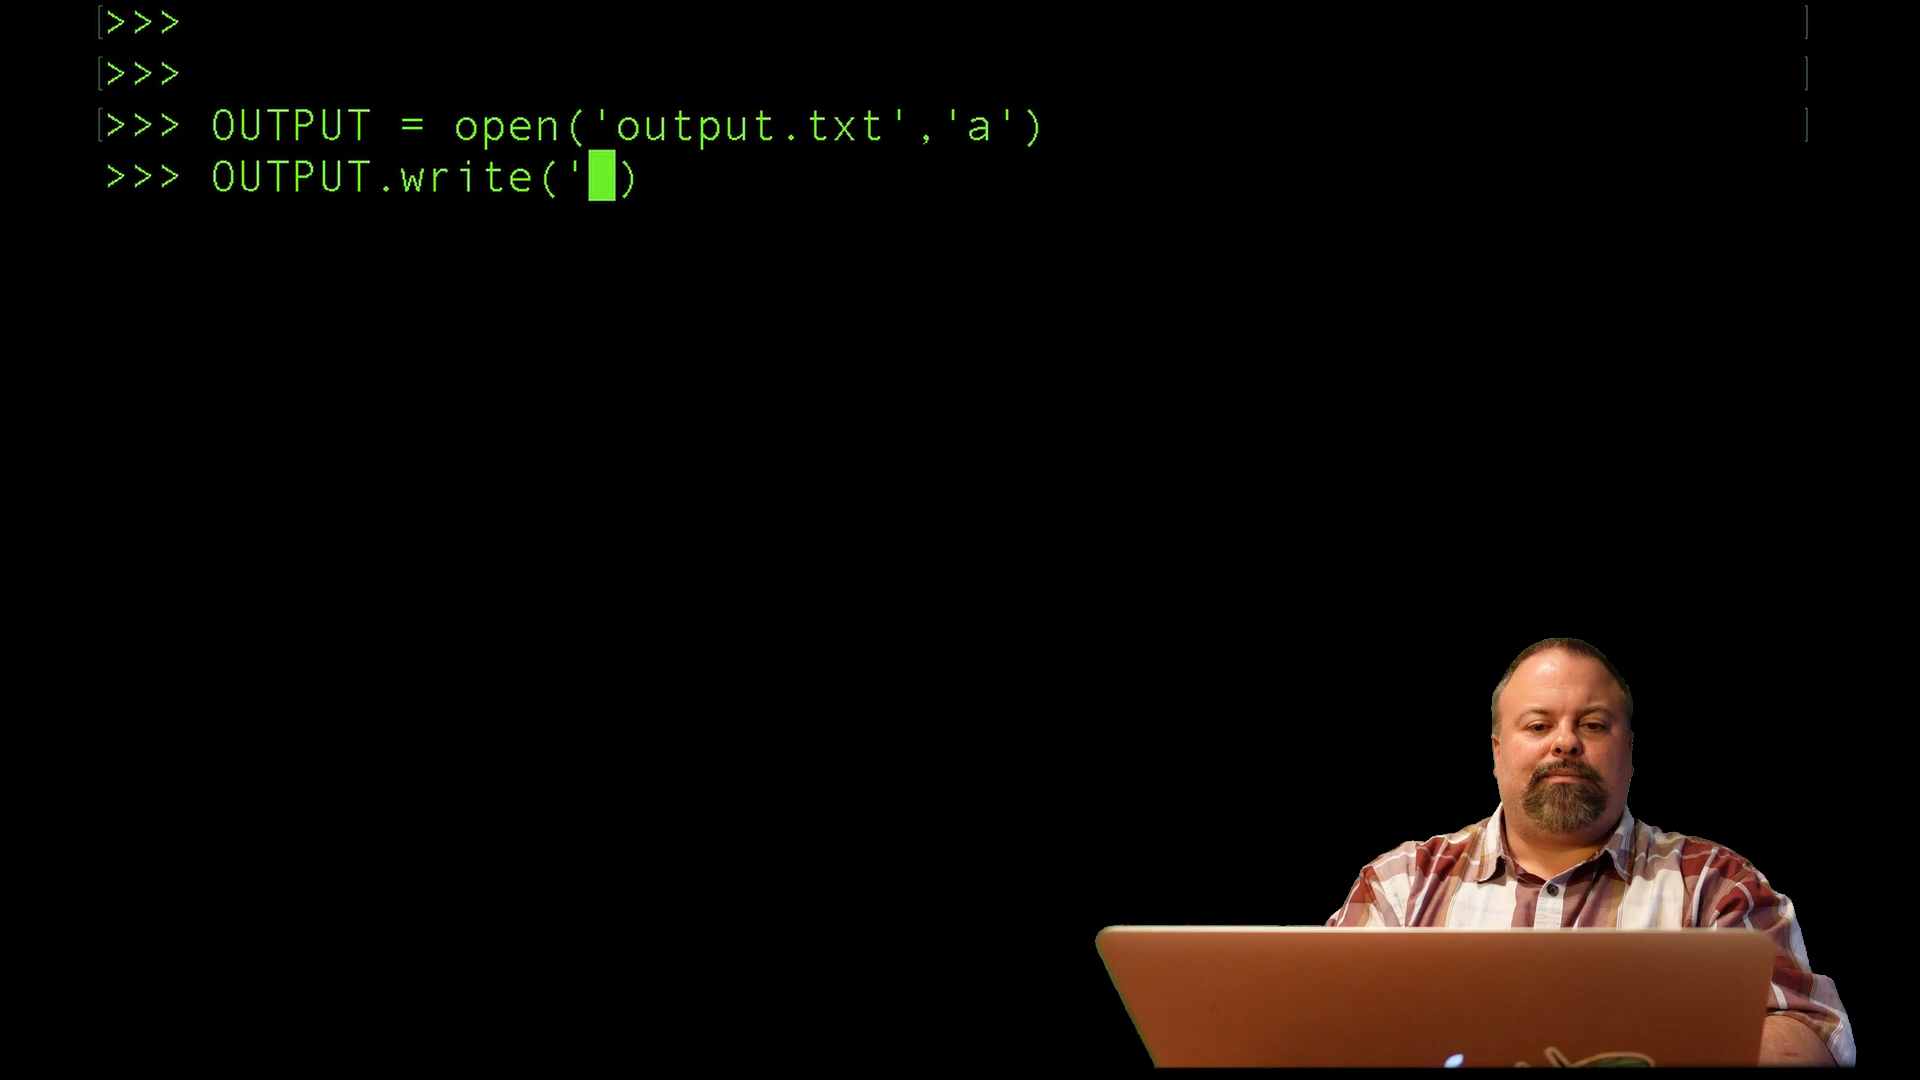 [>>> ]
[>>> ]
[>>> OUTPUT = open('output.txt','a') ]
>>> OUTPUT.write(' )